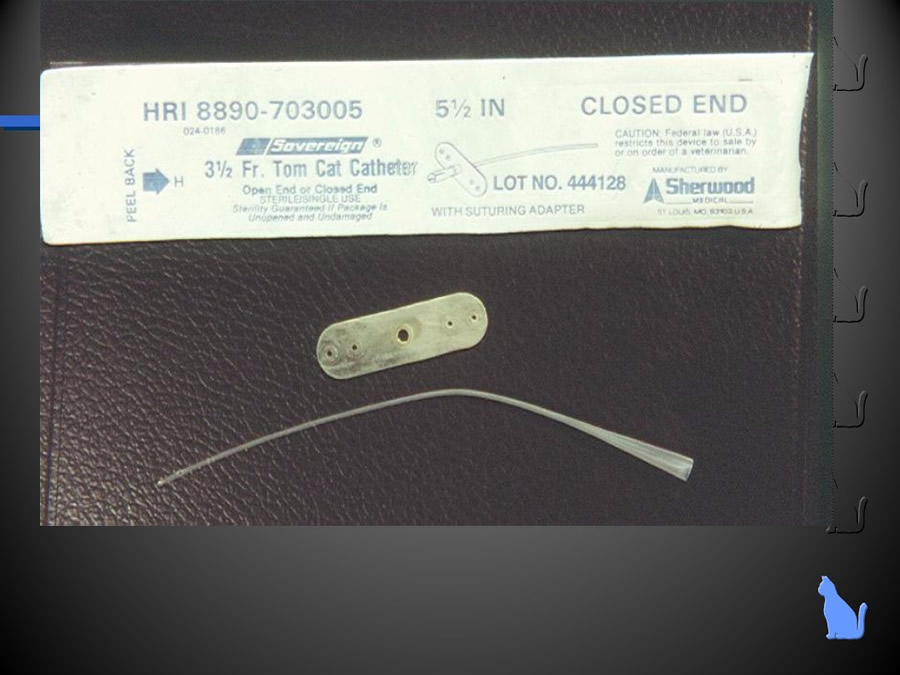 HRI 8890-703005
024-0186
5½ IN
CLOSED END
Sovereign ®
3½ Fr. Tom Cat Catheter
Open End or Closed End
STERILE/SINGLE USE
Sterility Guaranteed If Package Is
Unopened and Undamaged
PEEL BACK
H
LOT NO. 444128
WITH SUTURING ADAPTER
CAUTION: Federal law (U.S.A.)
restricts this device to sale by
or on order of a veterinarian.
MANUFACTURED BY
Sherwood
MEDICAL
ST. LOUIS, MO. 63103 U.S.A.